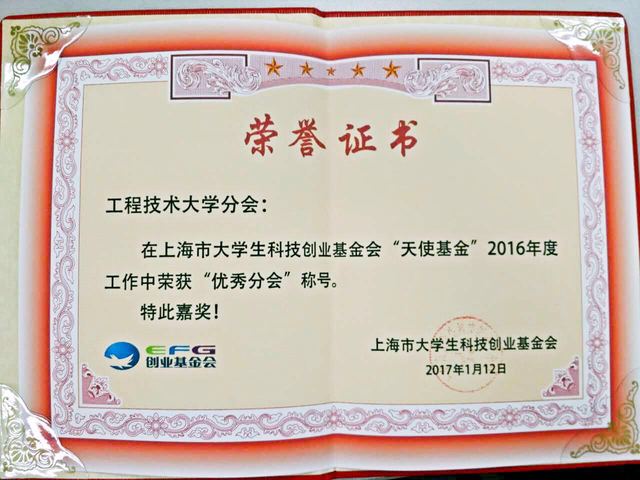 荣誉证书
工程技术大学分会：
在上海市大学生科技创业基金会“天使基金”2016年度
工作中荣获“优秀分会”称号。
特此嘉奖！
EFG
创业基金会
上海市大学生科技创业基金会
2017年1月12日